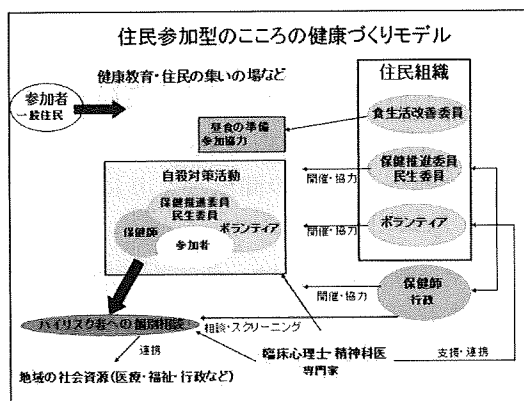 住民参加型のこころの健康づくりモデル
健康教育・住民の集いの場など
参加者
一般住民
住民組織
食生活改善委員
昼食の準備
参加協力
保健推進委員
民生委員
開催・協力
自殺対策活動
保健推進委員
民生委員
保健師
ボランティア
参加者
ボランティア
開催・協力
保健師
行政
開催・協力
ハイリスク者への個別相談
相談・スクリーニング
連携
臨床心理士・精神科医
専門家
支援・連携
地域の社会資源(医療・福祉・行政など)